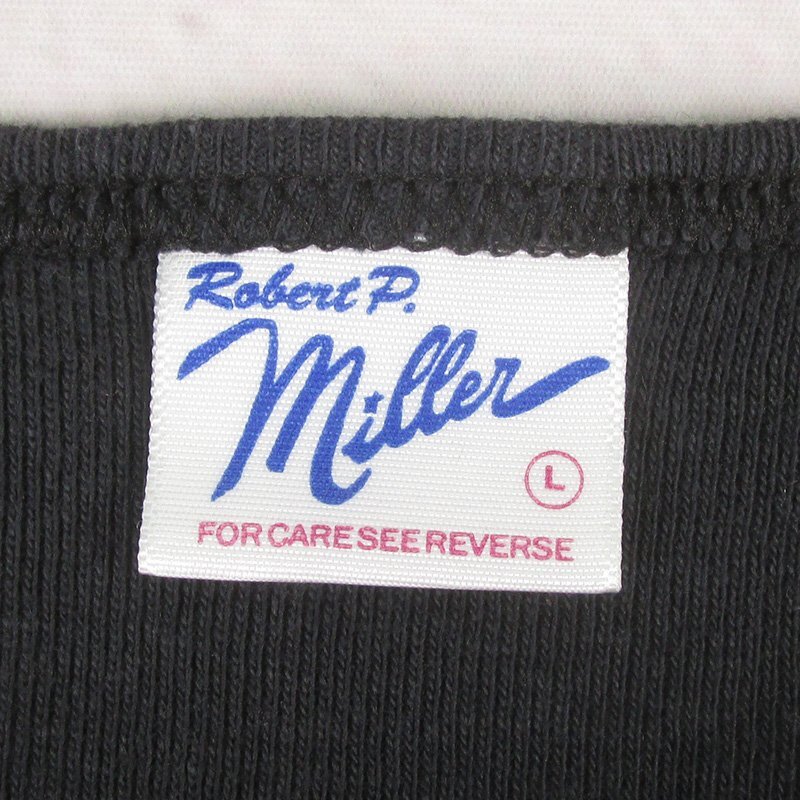 Robert P.
Miller
L
FOR CARE SEE REVERSE